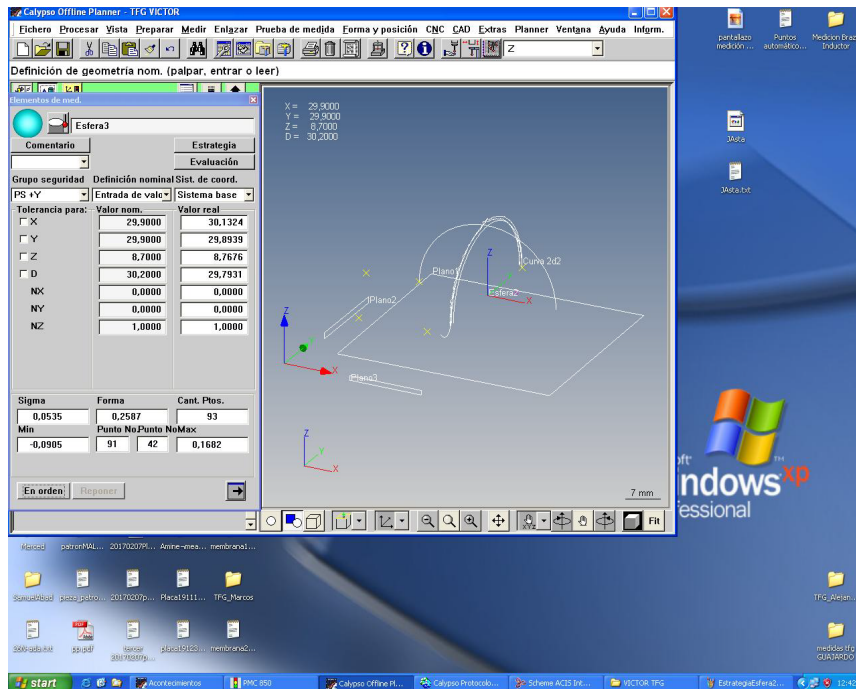 Calypso Offline Planner - TFG VICTOR
Fichero Procesar Vista Preparar Medir Enlazar Prueba de medición Forma y posición CNC CAD Extras Planner Ventana Ayuda Inform.
Z
Definición de geometría nom. (palpar, entrar o leer)
Elementos de med.
Esfera3
Comentario
Estrategia
Evaluación
Grupo seguridad Definición nominal Sist. de coord.
PS +Y Entrada de valo Sistema base
Tolerancia para: Valor nom. Valor real
X 29,9000 30,1324
Y 29,9000 29,8939
Z 8,7000 8,7676
D 30,2000 29,7931
NX 0,0000 0,0000
NY 0,0000 0,0000
NZ 1,0000 1,0000
Sigma Forma Cant. Ptos.
0,0535 0,2587 93
Min Punto No. Punto No Max
-0,0905 91 42 0,1682
En orden Reponer
X = 29,9000
Y = 29,9000
Z = 8,7000
D = 30,2000
Z
Curva 2d2
Plano1
Esfera2
X
Plano2
Z
X
Plano3
Z
Y
X
7 mm
XYZ
Fit
pantallazo medición ...
Puntos automático...
Medicion Braz Inductor
JAsta
JAsta.txt
Windows xp
Professional
Merced
patronMAL...
20170207Pl...
Amine-mea...
membrana1...
SamuelAbad
pieza_patro...
20170207p...
Placa19111...
TFG_Marcos
TFG_Alejan...
pp.pdf
tercer 20170207p...
placa19123...
membrana2...
medidas tfg GUAJARDO
start
Acontecimientos
PMC 850
Calypso Offline Pl...
Calypso Protocolo...
Scheme ACIS Int...
VICTOR TFG
EstrategiaEsfera2...
12:42